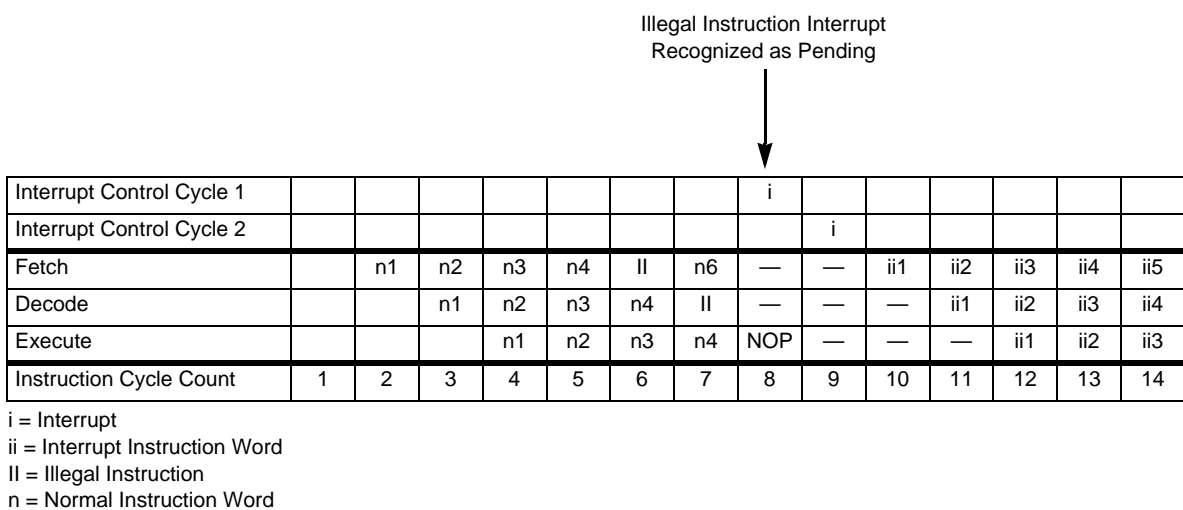 Illegal Instruction Interrupt
Recognized as Pending
Interrupt Control Cycle 1 i
Interrupt Control Cycle 2 i
Fetch n1 n2 n3 n4 II n6 — — ii1 ii2 ii3 ii4 ii5
Decode n1 n2 n3 n4 II — — — ii1 ii2 ii3 ii4
Execute n1 n2 n3 n4 NOP — — — ii1 ii2 ii3
Instruction Cycle Count 1 2 3 4 5 6 7 8 9 10 11 12 13 14
i = Interrupt
ii = Interrupt Instruction Word
II = Illegal Instruction
n = Normal Instruction Word